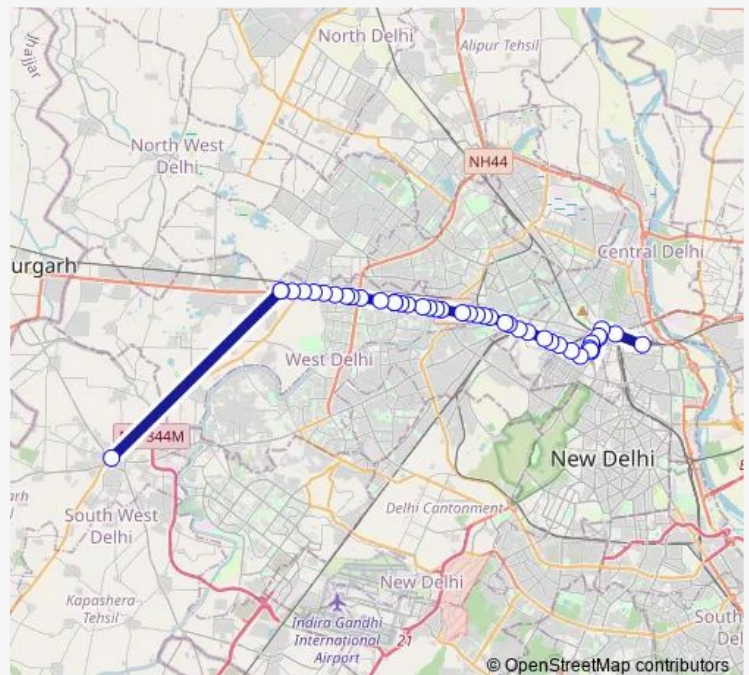 Jhajjar
North Delhi
Alipur Tehsil
North West
Delhi
NH44
Central Delhi
urgarh
West Delhi
344M
New Delhi
South West
Delhi
Delhi Cantonment
Kapashera
Tehsil
New Delhi
Indira Gandhi
International
Airport
21
South
Del
© OpenStreetMap contributors